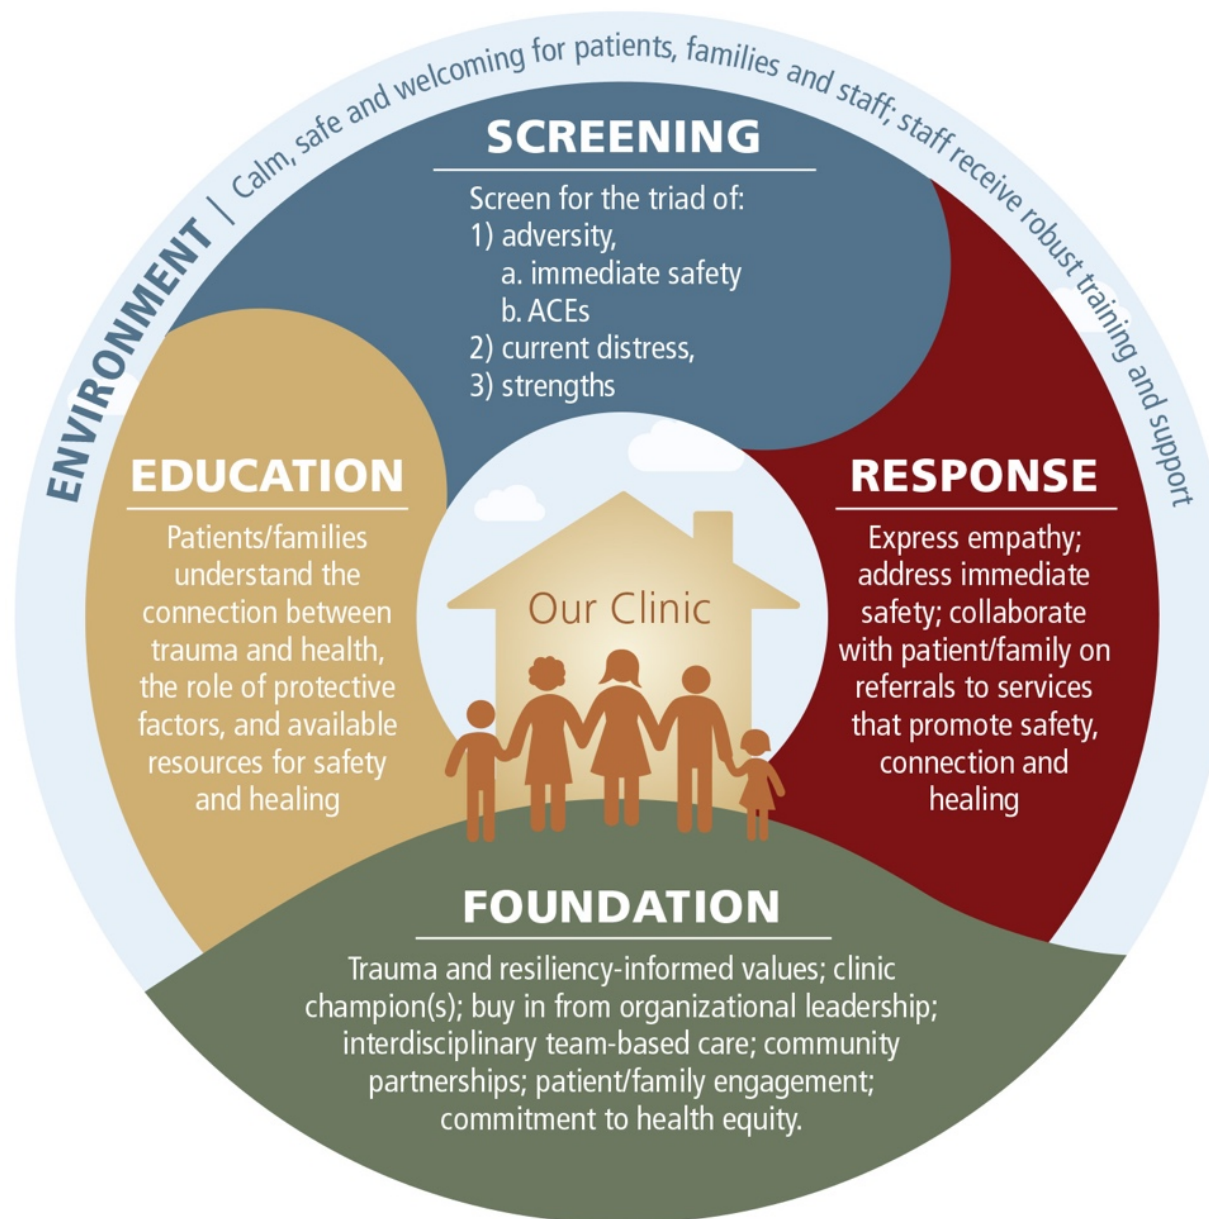 ENVIRONMENT | Calm, safe and welcoming for patients, families and staff; staff receive robust training and support
SCREENING
Screen for the triad of:
1) adversity,
a. immediate safety
b. ACEs
2) current distress,
3) strengths
EDUCATION
Patients/families
understand the
connection between
trauma and health,
the role of protective
factors, and available
resources for safety
and healing
Our Clinic
RESPONSE
Express empathy;
address immediate
safety; collaborate
with patient/family on
referrals to services
that promote safety,
connection and
healing
FOUNDATION
Trauma and resiliency-informed values; clinic
champion(s); buy in from organizational leadership;
interdisciplinary team-based care; community
partnerships; patient/family engagement;
commitment to health equity.